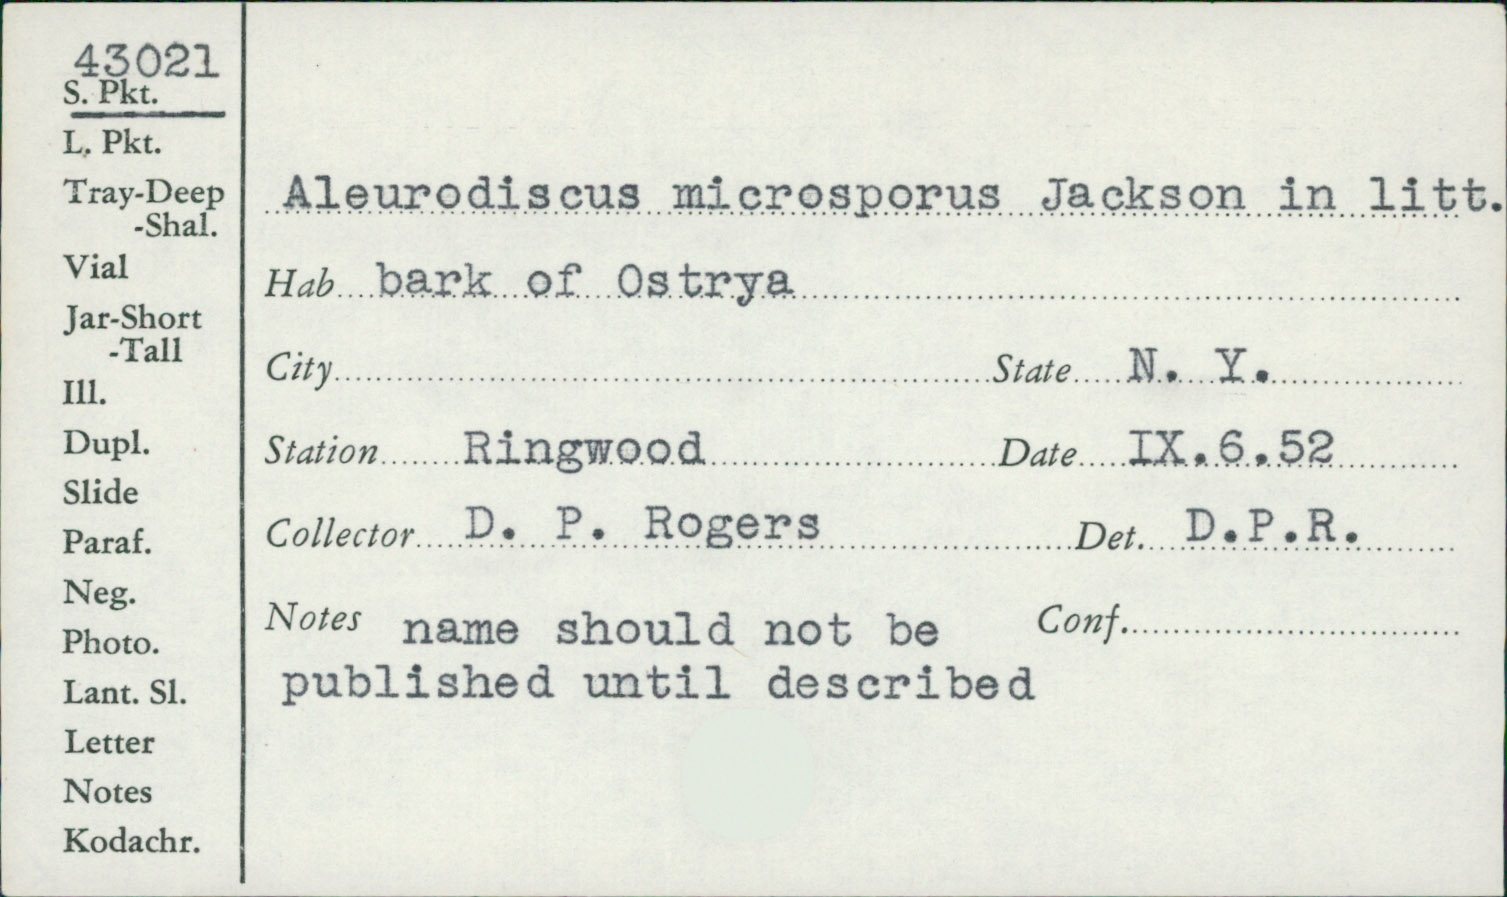 43021
S. Pkt.
L. Pkt.
Tray-Deep
-Shal.
Vial
Jar-Short
-Tall
Ill.
Dupl.
Slide
Paraf.
Neg.
Photo.
Lant. Sl.
Letter
Notes
Kodachr.
Aleurodiscus microsporus Jackson in litt.
Hab bark of Ostrya
City State N. Y.
Station Ringwood Date IX.6.52
Collector D. P. Rogers Det. D.P.R.
Notes name should not be Conf.
published until described